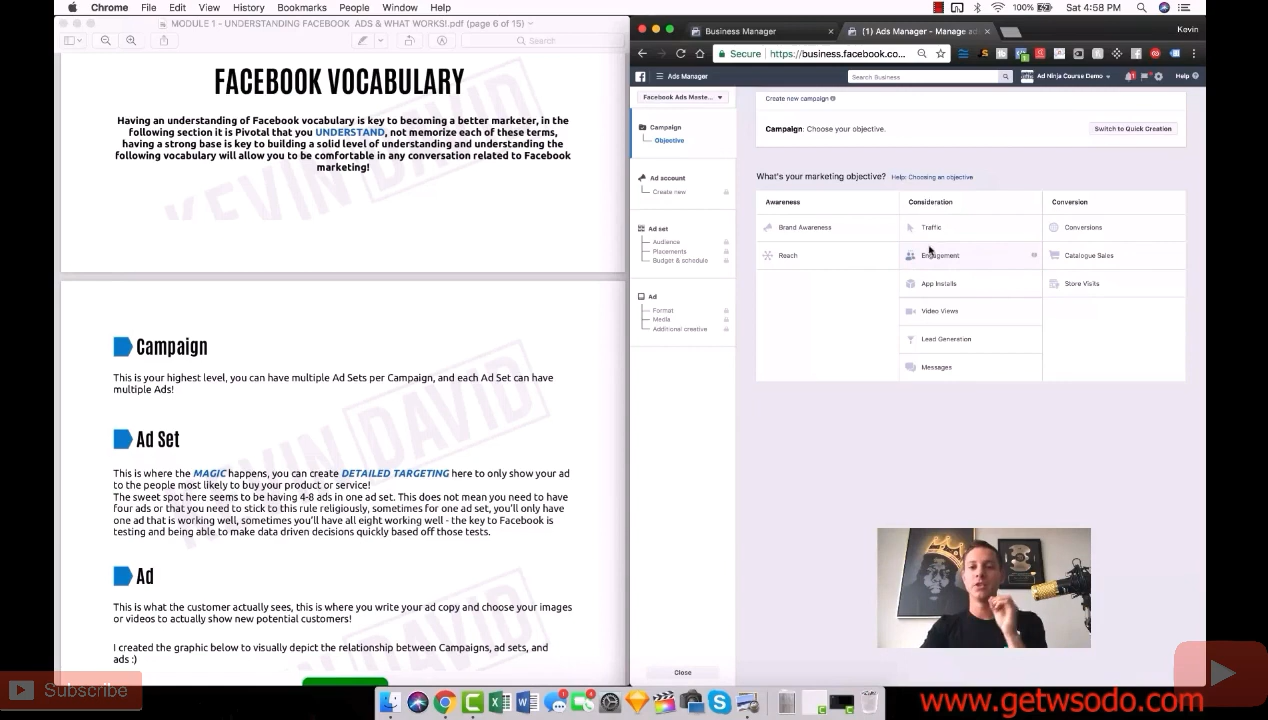 Chrome File Edit View History Bookmarks People Window Help
100% Sat 4:58 PM
MODULE 1 - UNDERSTANDING FACEBOOK ADS & WHAT WORKS!.pdf (page 6 of 15)
Search
FACEBOOK VOCABULARY
Having an understanding of Facebook vocabulary is key to becoming a better marketer, in the
following section it is Pivotal that you UNDERSTAND, not memorize each of these terms,
having a strong base is key to building a solid level of understanding and understanding the
following vocabulary will allow you to be comfortable in any conversation related to Facebook
marketing!
KEVIN DAVID
Campaign
This is your highest level, you can have multiple Ad Sets per Campaign, and each Ad Set can have
multiple Ads!
Ad Set
This is where the MAGIC happens, you can create DETAILED TARGETING here to only show your ad
to the people most likely to buy your product or service!
The sweet spot here seems to be having 4-8 ads in one ad set. This does not mean you need to have
four ads or that you need to stick to this rule religiously, sometimes for one ad set, you'll only have
one ad that is working well, sometimes you'll have all eight working well - the key to Facebook is
testing and being able to make data driven decisions quickly based off those tests.
KEVIN DAVID
Ad
This is what the customer actually sees, this is where you write your ad copy and choose your images
or videos to actually show new potential customers!
I created the graphic below to visually depict the relationship between Campaigns, ad sets, and
ads :)
Business Manager
(1) Ads Manager - Manage ad
Kevin
Secure https://business.facebook.co...
Ads Manager
Search Business
Ad Ninja Course Demo
Help
Facebook Ads Maste...
Campaign
Objective
Ad account
Create new
Ad set
Audience
Placements
Budget & schedule
Ad
Format
Media
Additional creative
Close
Create new campaign
Campaign: Choose your objective.
Switch to Quick Creation
What's your marketing objective? Help: Choosing an objective
Awareness Consideration Conversion
Brand Awareness Traffic Conversions
Reach Engagement Catalogue Sales
App Installs Store Visits
Video Views
Lead Generation
Messages
Subscribe
www.getwsodo.com